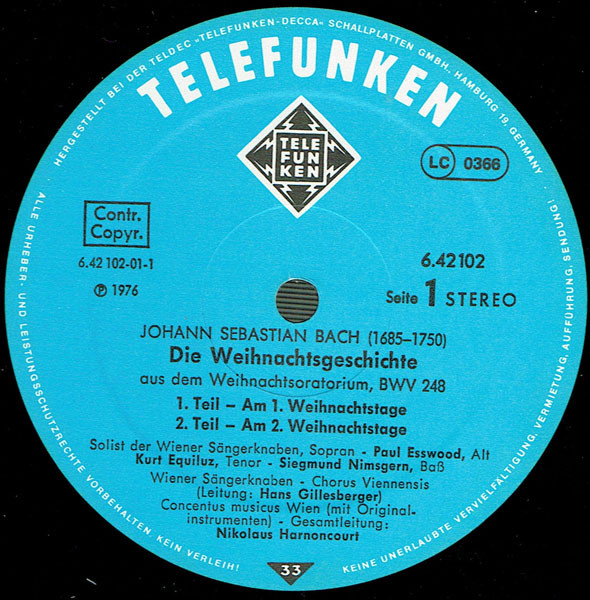 HERGESTELLT BEI DER TELDEC »TELEFUNKEN-DECCA« SCHALLPLATTEN GMBH, HAMBURG 19, GERMANY
TELEFUNKEN
TELE
FUN
KEN
LC 0366
Contr.
Copyr.
6.42 102-01-1
Ⓟ 1976
6.42102
Seite 1 STEREO
JOHANN SEBASTIAN BACH (1685–1750)
Die Weihnachtsgeschichte
aus dem Weihnachtsoratorium, BWV 248
1. Teil – Am 1. Weihnachtstage
2. Teil – Am 2. Weihnachtstage
Solist der Wiener Sängerknaben, Sopran - Paul Esswood, Alt
Kurt Equiluz, Tenor - Siegmund Nimsgern, Baß
Wiener Sängerknaben - Chorus Viennensis
(Leitung: Hans Gillesberger)
Concentus musicus Wien (mit Original-
instrumenten) - Gesamtleitung:
Nikolaus Harnoncourt
33
ALLE URHEBER- UND LEISTUNGSSCHUTZRECHTE VORBEHALTEN. KEIN VERLEIH!
KEINE UNERLAUBTE VERVIELFÄLTIGUNG, VERMIETUNG, AUFFÜHRUNG, SENDUNG!